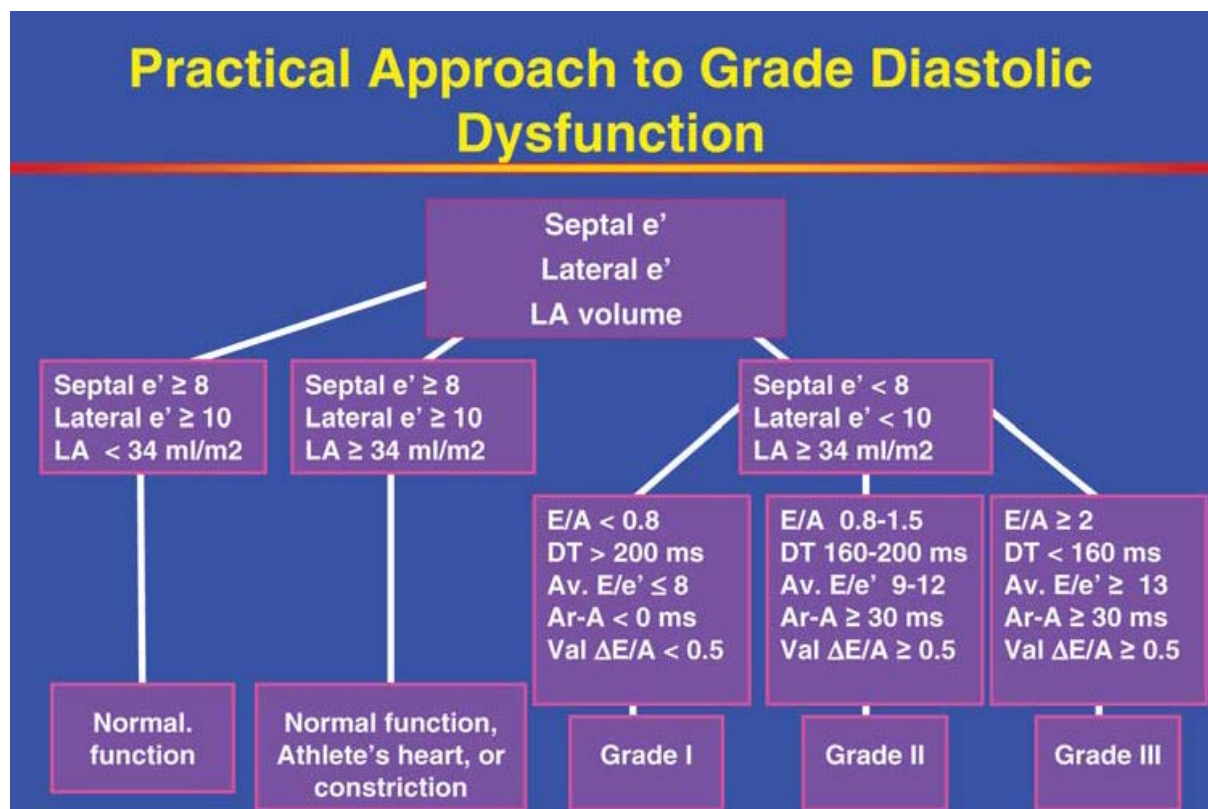 Practical Approach to Grade Diastolic
Dysfunction
Septal e’
Lateral e’
LA volume
Septal e’ ≥ 8
Lateral e’ ≥ 10
LA < 34 ml/m2
Septal e’ ≥ 8
Lateral e’ ≥ 10
LA ≥ 34 ml/m2
Septal e’ < 8
Lateral e’ < 10
LA ≥ 34 ml/m2
E/A < 0.8
DT > 200 ms
Av. E/e’ ≤ 8
Ar-A < 0 ms
Val ΔE/A < 0.5
E/A 0.8-1.5
DT 160-200 ms
Av. E/e’ 9-12
Ar-A ≥ 30 ms
Val ΔE/A ≥ 0.5
E/A ≥ 2
DT < 160 ms
Av. E/e’ ≥ 13
Ar-A ≥ 30 ms
Val ΔE/A ≥ 0.5
Normal.
function
Normal function,
Athlete’s heart, or
constriction
Grade I
Grade II
Grade III